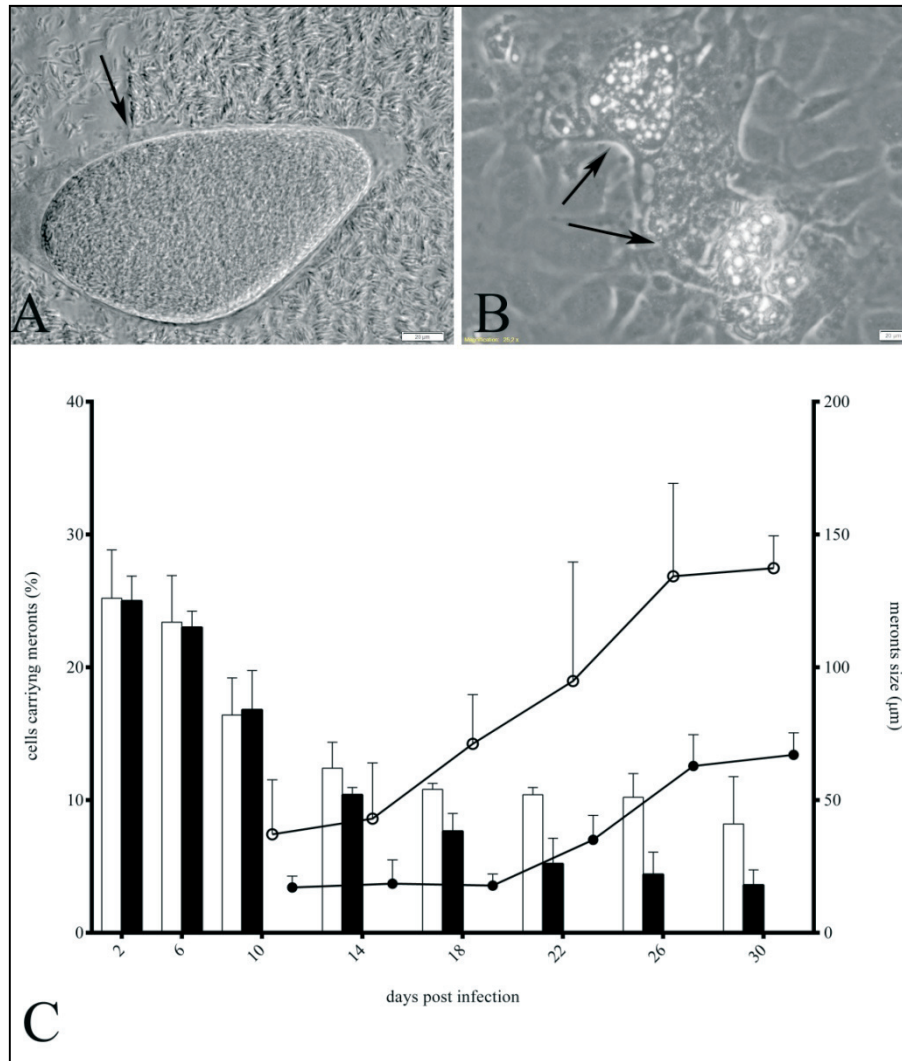 A
20 µm
B
20 µm
40
30
20
10
0
cells carriyng meronts (%)
200
150
100
50
0
meronts size (µm)
2 6 10 14 18 22 26 30
days post infection
C